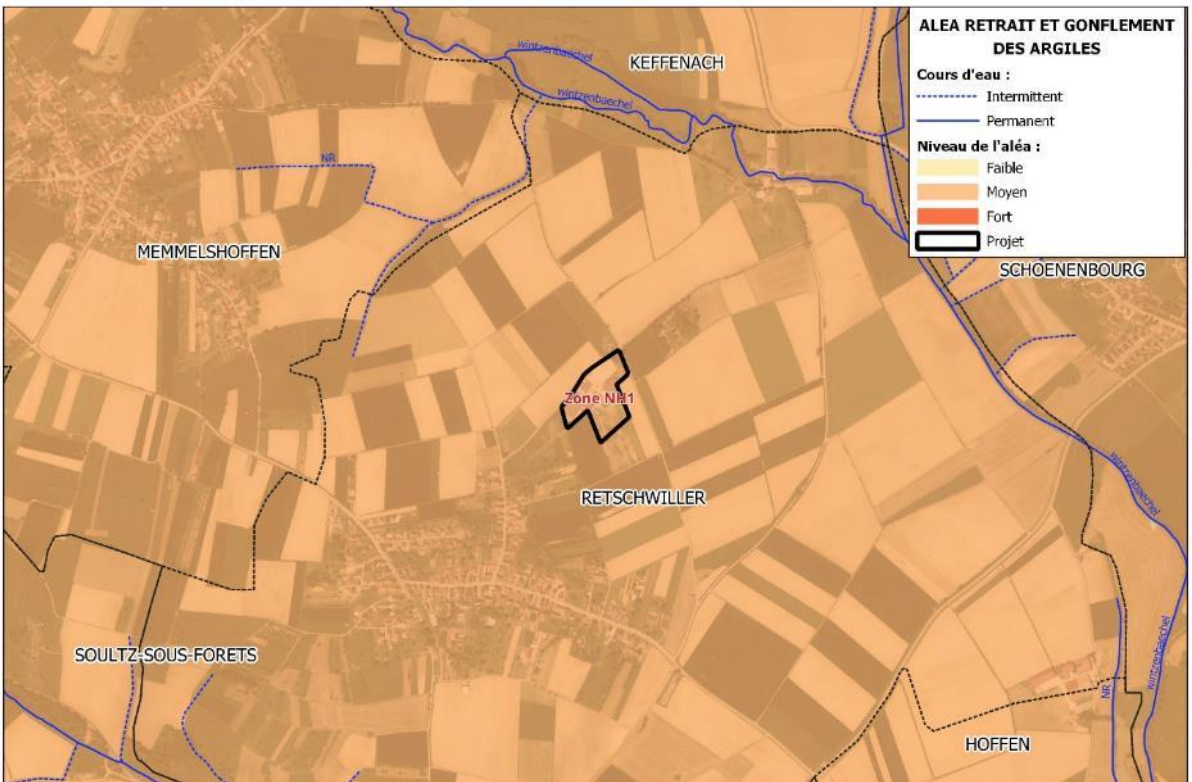 ALEA RETRAIT ET GONFLEMENT
DES ARGILES
Cours d'eau :
Intermittent
Permanent
Niveau de l'aléa :
Faible
Moyen
Fort
Projet
wintzenbaechel
KEFFENACH
wintzenbaechel
NR
MEMMELSHOFFEN
SCHOENENBOURG
Zone NH1
wintzenbaechel
RETSCHWILLER
SOULTZ-SOUS-FORETS
NR
wintzenbaechel
HOFFEN